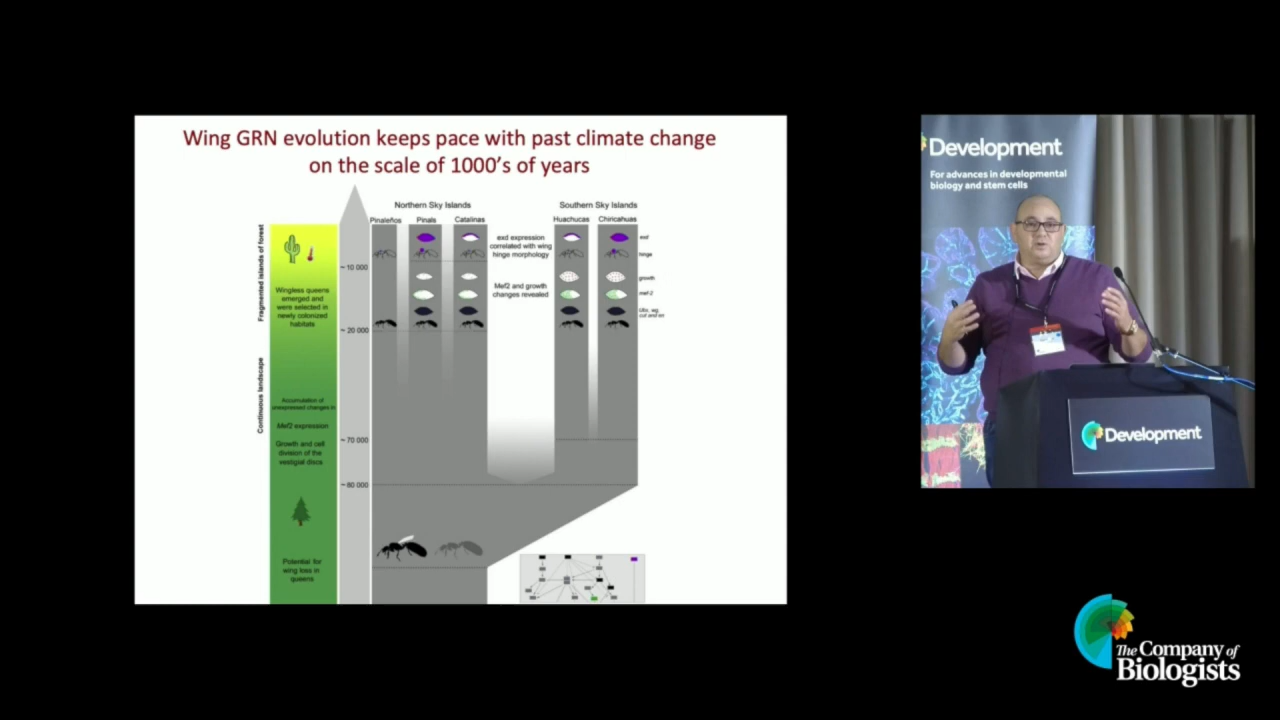 Wing GRN evolution keeps pace with past climate change
on the scale of 1000's of years
Northern Sky Islands
Southern Sky Islands
Pinaleños
Pinals
Catalinas
Huachucas
Chiricahuas
Fragmented islands of forest
Continuous landscape
Wingless queens
emerged and
were selected in
newly colonized
habitats
Accumulation of
unexpressed changes in
Mef2 expression
Growth and cell
division of the
vestigial discs
Potential for
wing loss in
queens
~ 10 000
~ 20 000
~ 70 000
~ 80 000
exd expression
correlated with wing
hinge morphology
Mef2 and growth
changes revealed
exd
hinge
growth
mef-2
Ubx, wg
cut and en
Development
For advances in developmental
biology and stem cells
Development
The Company of
Biologists